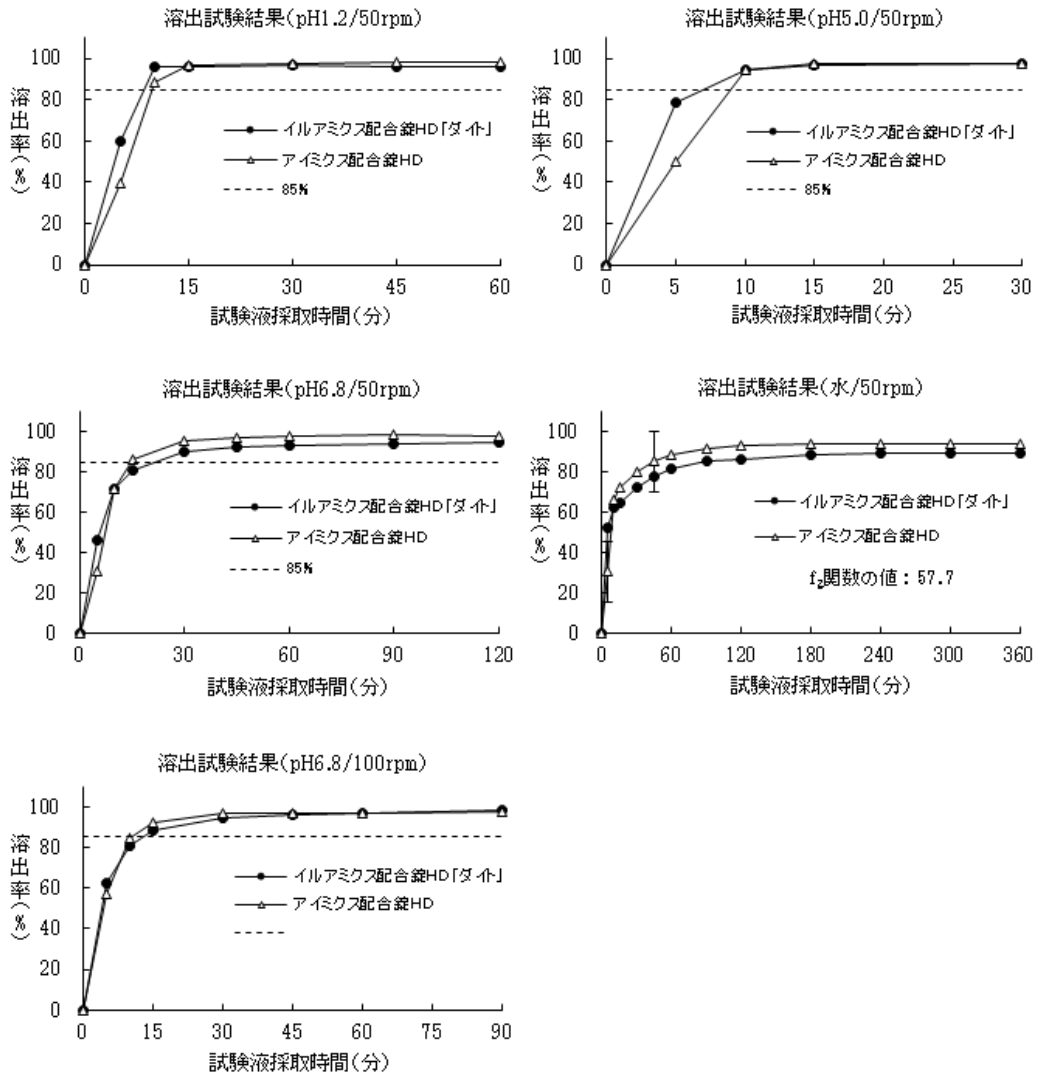 溶出試験結果(pH1.2/50rpm)
溶出率(%)
100
80
60
40
20
0
イルアミクス配合錠HD「ダイト」
アイミクス配合錠HD
85%
0 15 30 45 60
試験液採取時間(分)
溶出試験結果(pH5.0/50rpm)
溶出率(%)
100
80
60
40
20
0
イルアミクス配合錠HD「ダイト」
アイミクス配合錠HD
85%
0 5 10 15 20 25 30
試験液採取時間(分)
溶出試験結果(pH6.8/50rpm)
溶出率(%)
100
80
60
40
20
0
イルアミクス配合錠HD「ダイト」
アイミクス配合錠HD
85%
0 30 60 90 120
試験液採取時間(分)
溶出試験結果(水/50rpm)
溶出率(%)
100
80
60
40
20
0
イルアミクス配合錠HD「ダイト」
アイミクス配合錠HD
f₂関数の値:57.7
0 60 120 180 240 300 360
試験液採取時間(分)
溶出試験結果(pH6.8/100rpm)
溶出率(%)
100
80
60
40
20
0
イルアミクス配合錠HD「ダイト」
アイミクス配合錠HD
0 15 30 45 60 75 90
試験液採取時間(分)